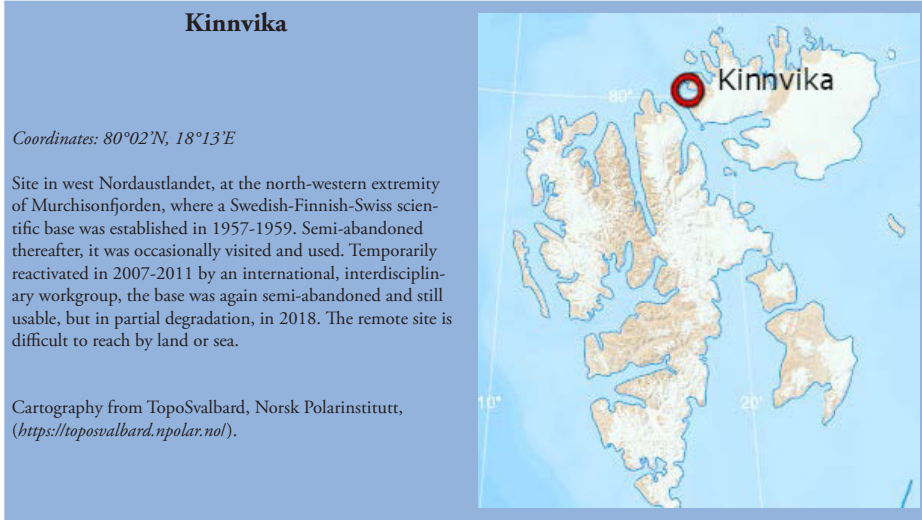 Kinnvika
Coordinates: 80°02’N, 18°13’E
Site in west Nordaustlandet, at the north-western extremity
of Murchisonfjorden, where a Swedish-Finnish-Swiss scien-
tific base was established in 1957-1959. Semi-abandoned
thereafter, it was occasionally visited and used. Temporarily
reactivated in 2007-2011 by an international, interdisciplin-
ary workgroup, the base was again semi-abandoned and still
usable, but in partial degradation, in 2018. The remote site is
difficult to reach by land or sea.
Cartography from TopoSvalbard, Norsk Polarinstitutt,
(https://toposvalbard.npolar.no/).
Kinnvika
80°
10°
20°